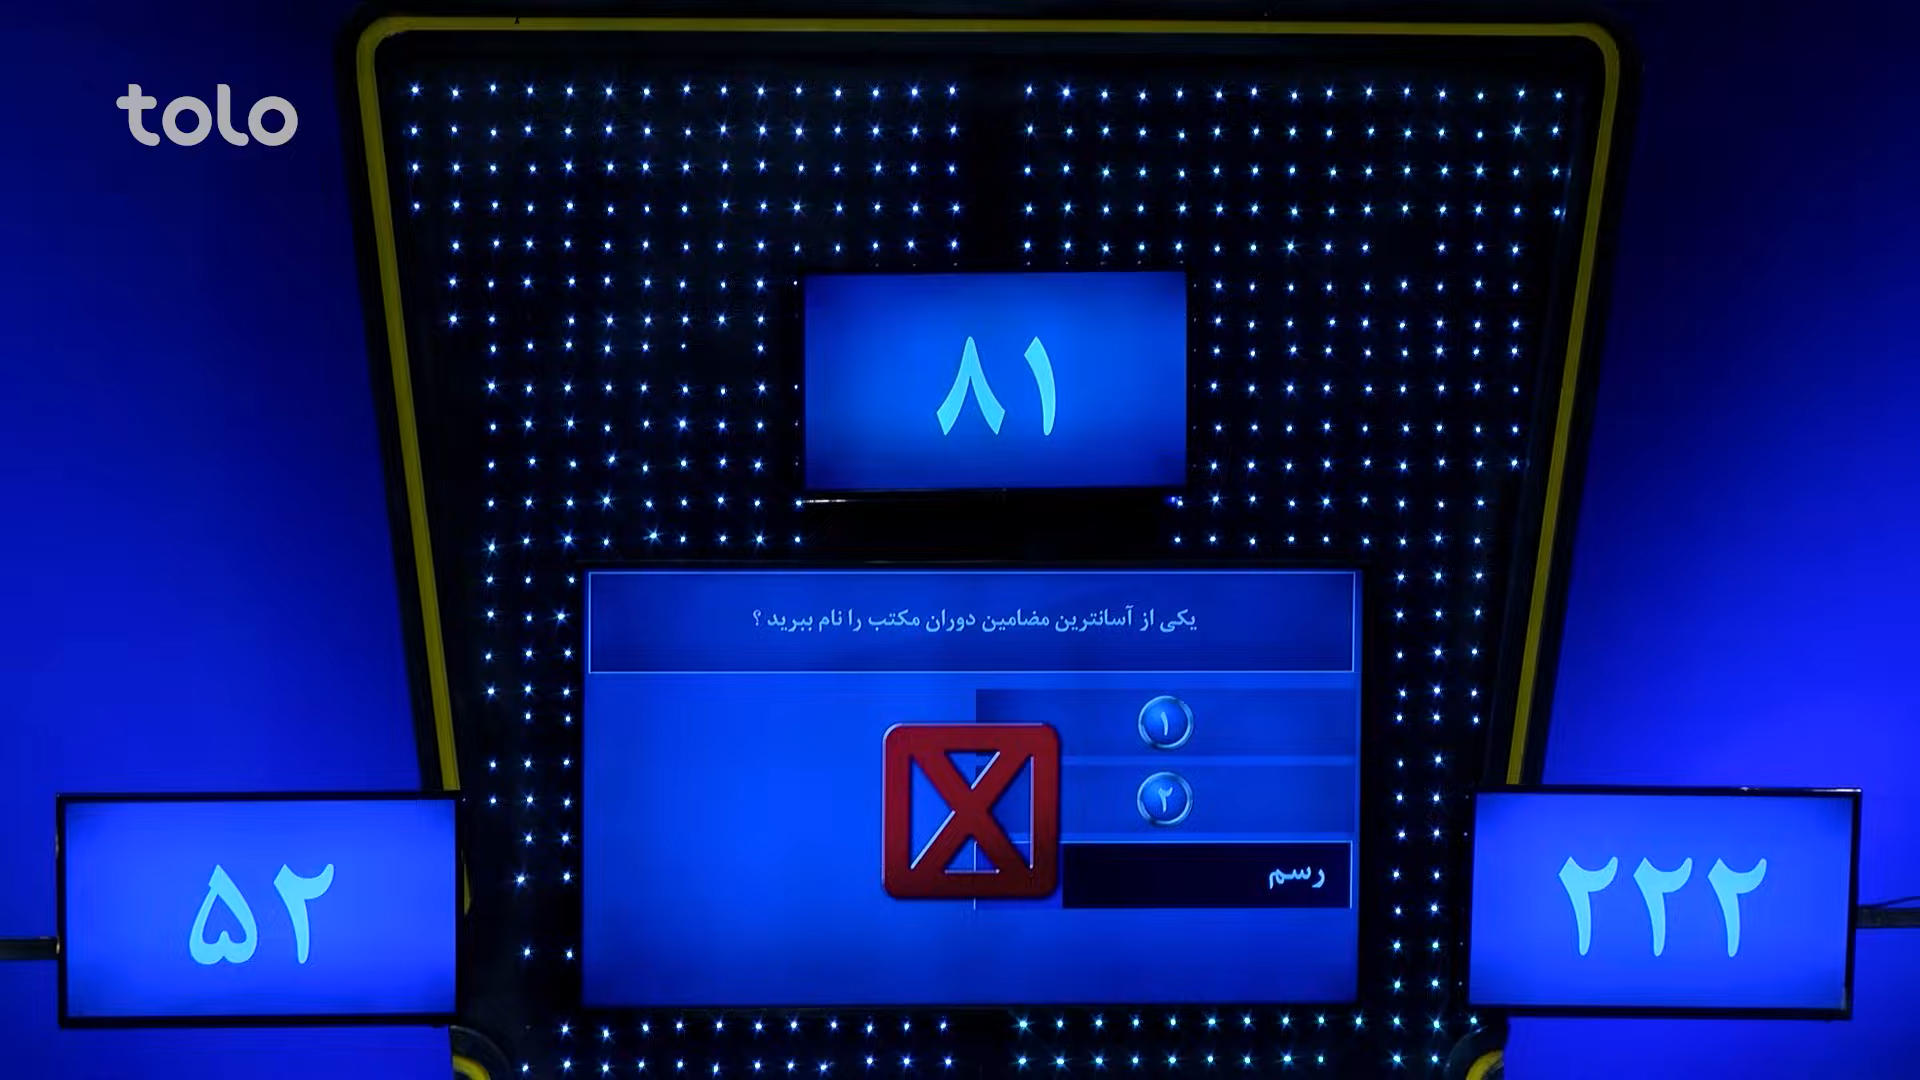 tolo
۸۱
یکی از آسانترین مضامین دوران مکتب را نام ببرید ؟
۱
۲
رسم
۵۲
۲۲۲